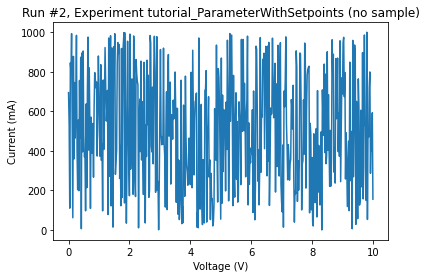 Run #2, Experiment tutorial_ParameterWithSetpoints (no sample)
1000
800
600
400
200
0
Current (mA)
0 2 4 6 8 10
Voltage (V)